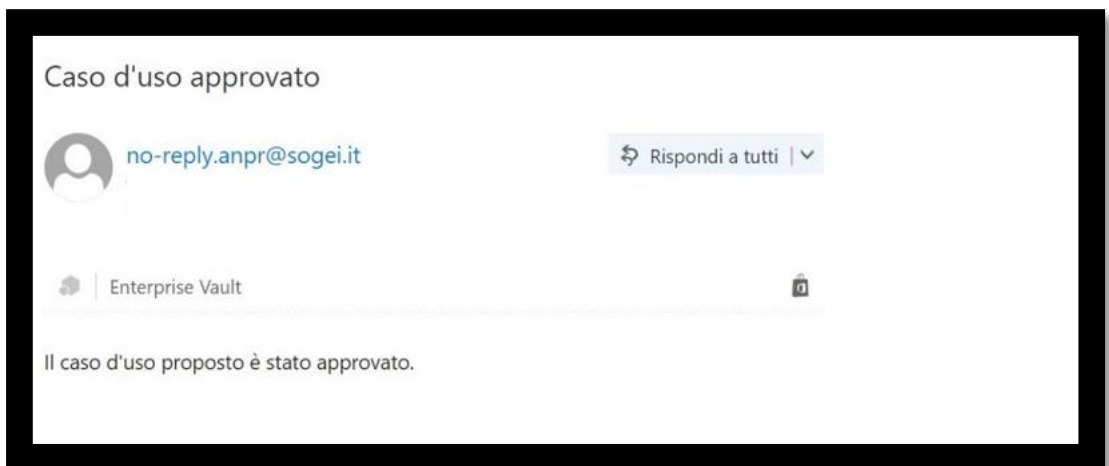 Caso d'uso approvato
no-reply.anpr@sogei.it
Rispondi a tutti
Enterprise Vault
Il caso d'uso proposto è stato approvato.